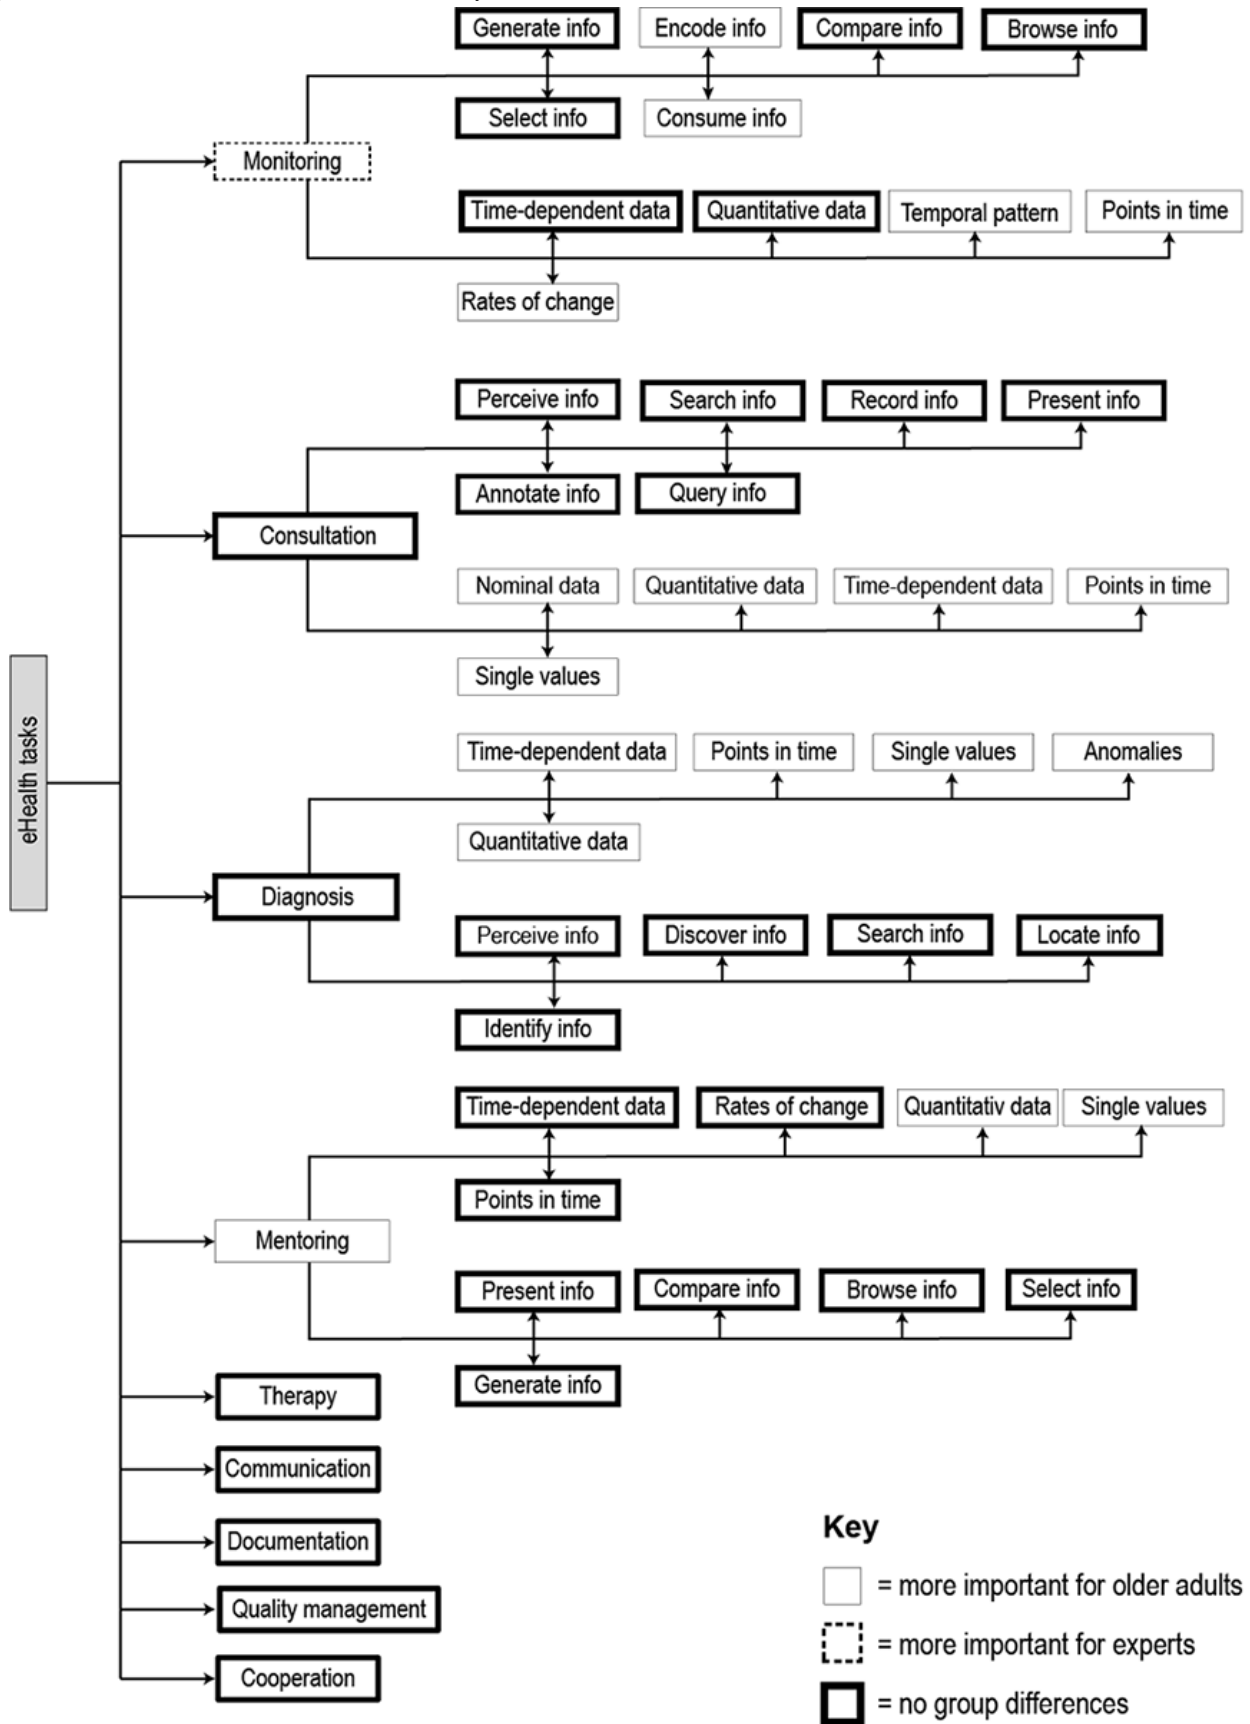 Generate info
Encode info
Compare info
Browse info
Select info
Consume info
Monitoring
Time-dependent data
Quantitative data
Temporal pattern
Points in time
Rates of change
Perceive info
Search info
Record info
Present info
Annotate info
Query info
Consultation
Nominal data
Quantitative data
Time-dependent data
Points in time
Single values
eHealth tasks
Time-dependent data
Points in time
Single values
Anomalies
Quantitative data
Diagnosis
Perceive info
Discover info
Search info
Locate info
Identify info
Time-dependent data
Rates of change
Quantitativ data
Single values
Points in time
Mentoring
Present info
Compare info
Browse info
Select info
Generate info
Therapy
Communication
Documentation
Quality management
Cooperation
Key
= more important for older adults
= more important for experts
= no group differences